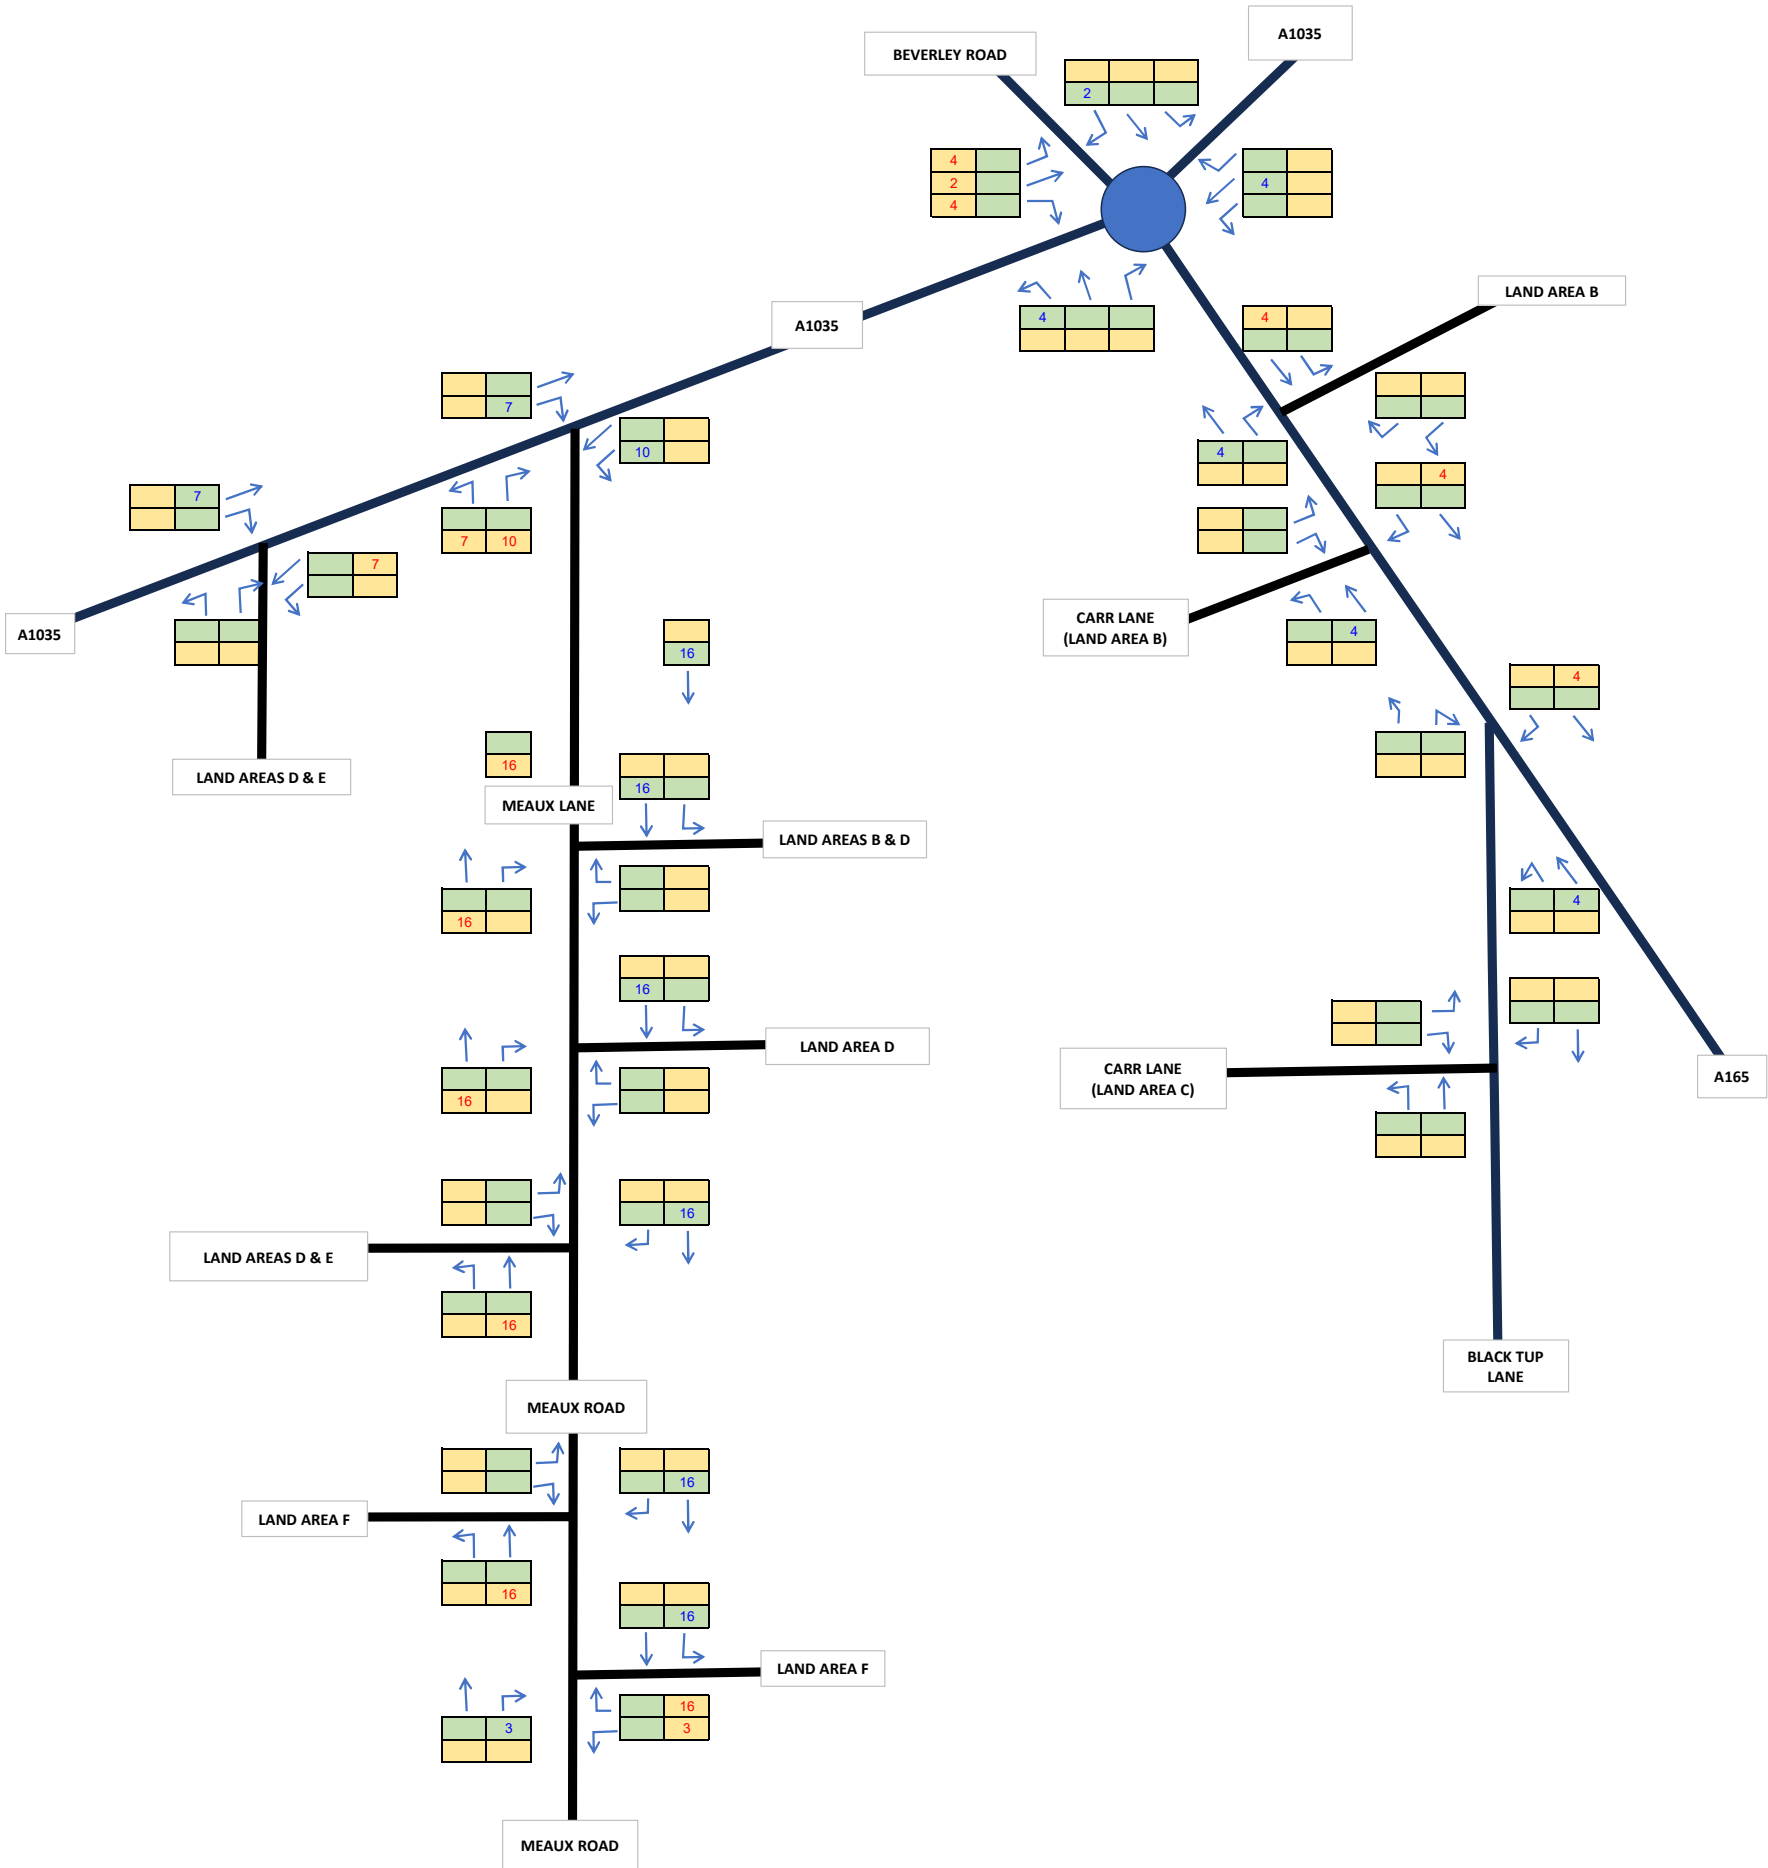 A1035
BEVERLEY ROAD
2
4
2
4
4
LAND AREA B
4
4
A1035
7
10
4
4
7
7
10
7
CARR LANE
(LAND AREA B)
4
A1035
16
4
16
16
LAND AREAS D & E
MEAUX LANE
LAND AREAS B & D
16
4
16
LAND AREA D
CARR LANE
(LAND AREA C)
A165
16
16
LAND AREAS D & E
16
BLACK TUP
LANE
MEAUX ROAD
16
LAND AREA F
16
16
LAND AREA F
16
3
3
MEAUX ROAD